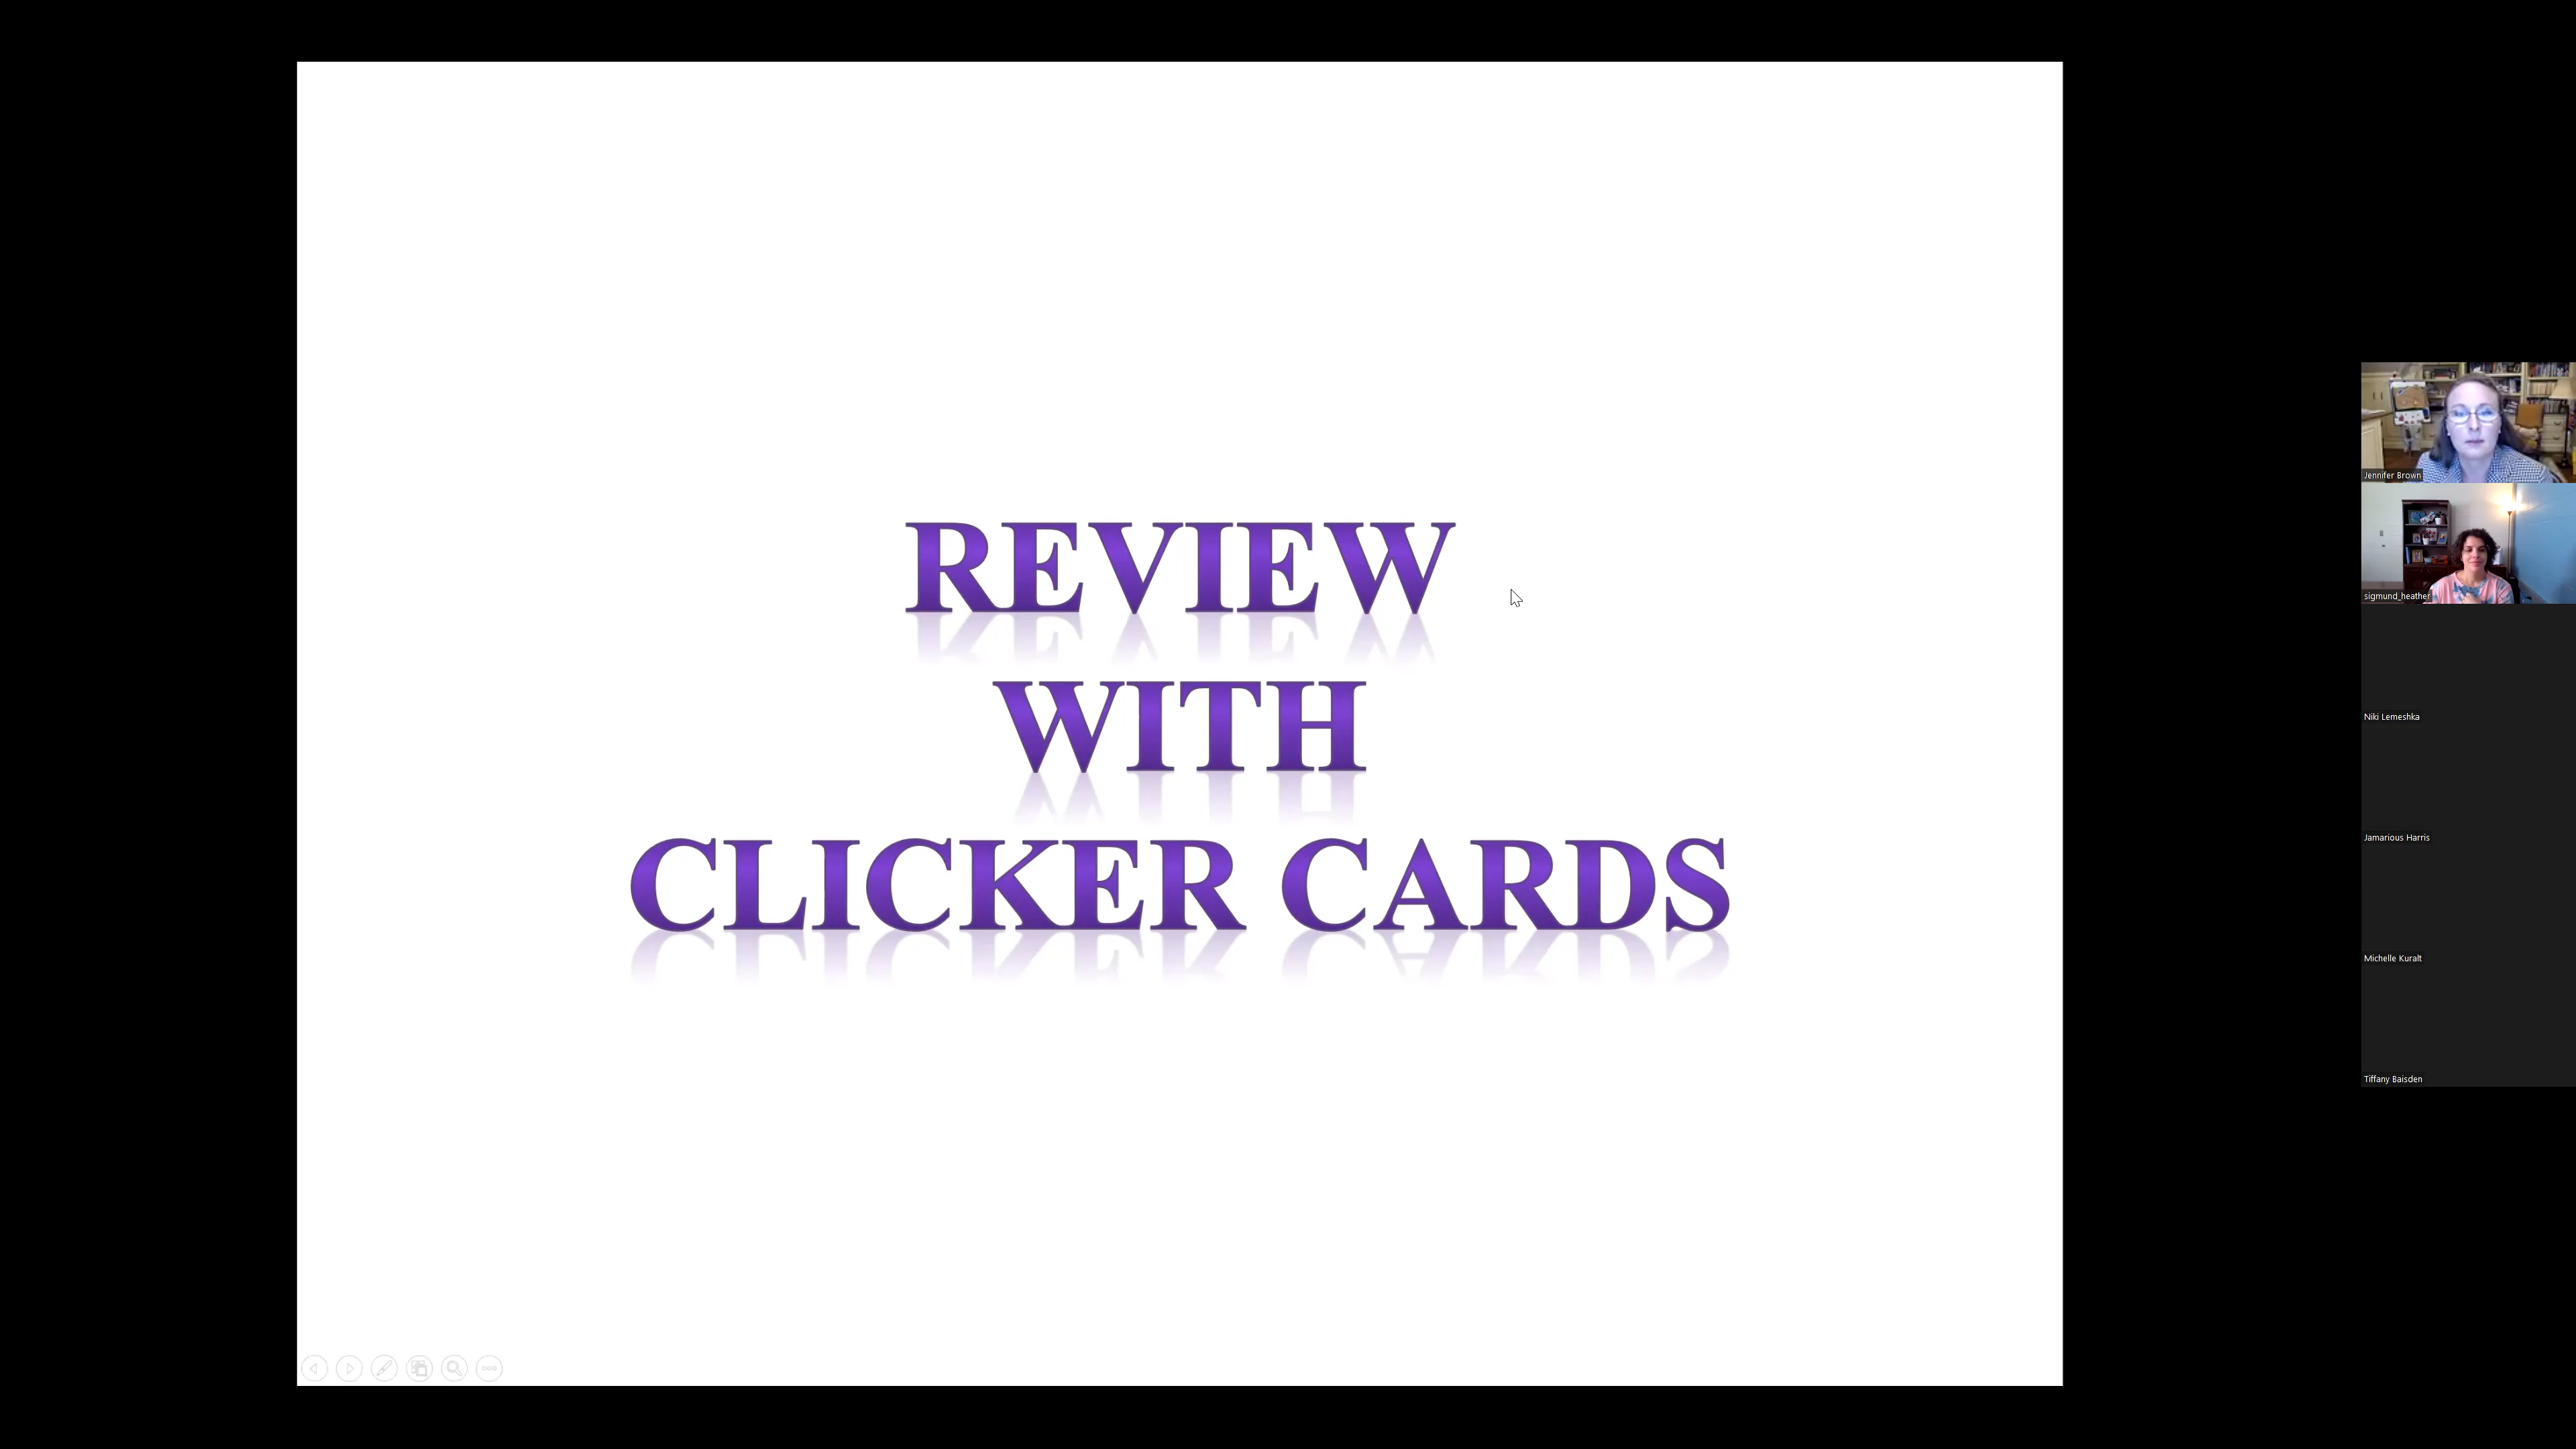 REVIEW
WITH
CLICKER CARDS
Jennifer Brown
sigmund_heather
Niki Lemeshka
Jamarious Harris
Michelle Kuralt
Tiffany Baisden